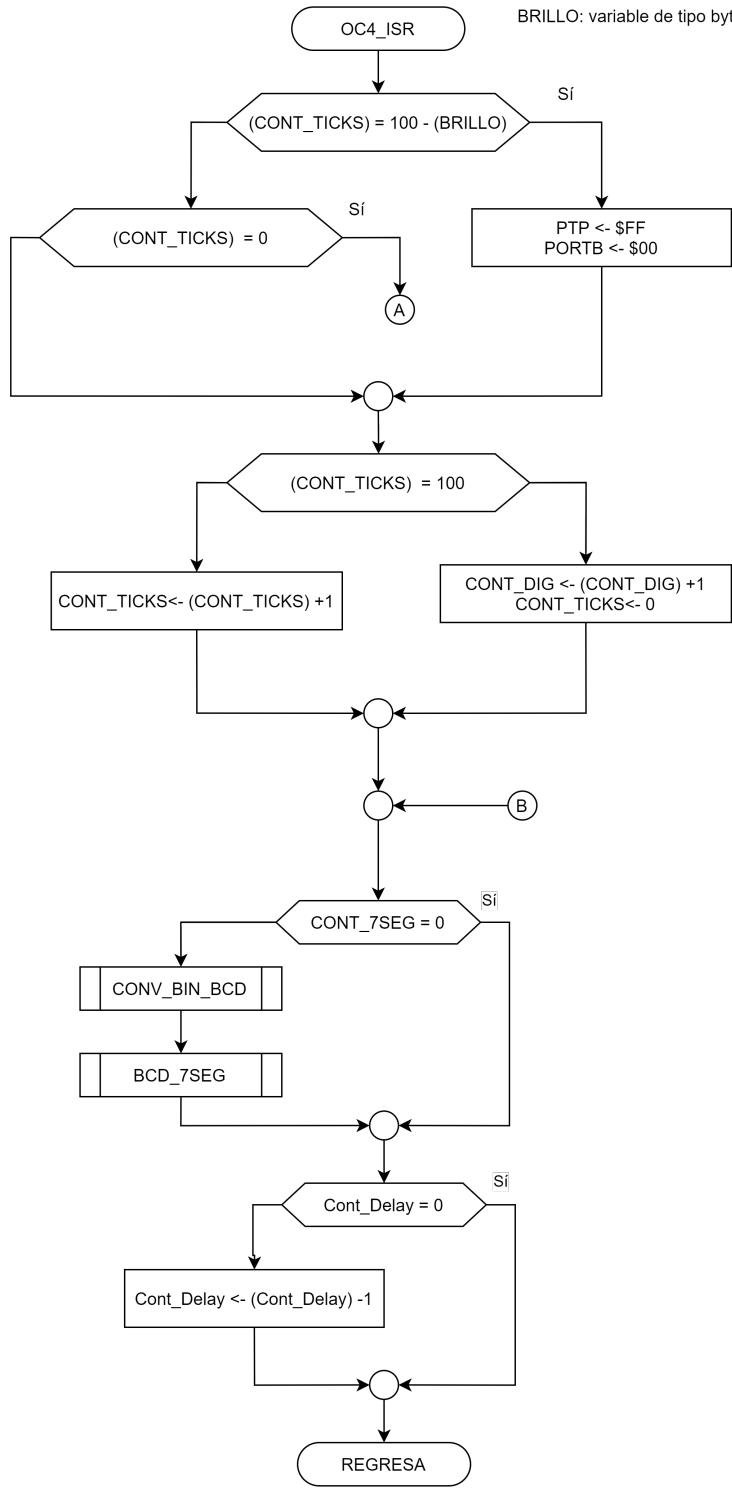 OC4_ISR
BRILLO: variable de tipo byt
(CONT_TICKS) = 100 - (BRILLO)
Sí
(CONT_TICKS) = 0
Sí
PTP <- $FF
PORTB <- $00
A
(CONT_TICKS) = 100
CONT_TICKS<- (CONT_TICKS) +1
CONT_DIG <- (CONT_DIG) +1
CONT_TICKS<- 0
B
CONT_7SEG = 0
Sí
CONV_BIN_BCD
BCD_7SEG
Cont_Delay = 0
Sí
Cont_Delay <- (Cont_Delay) -1
REGRESA